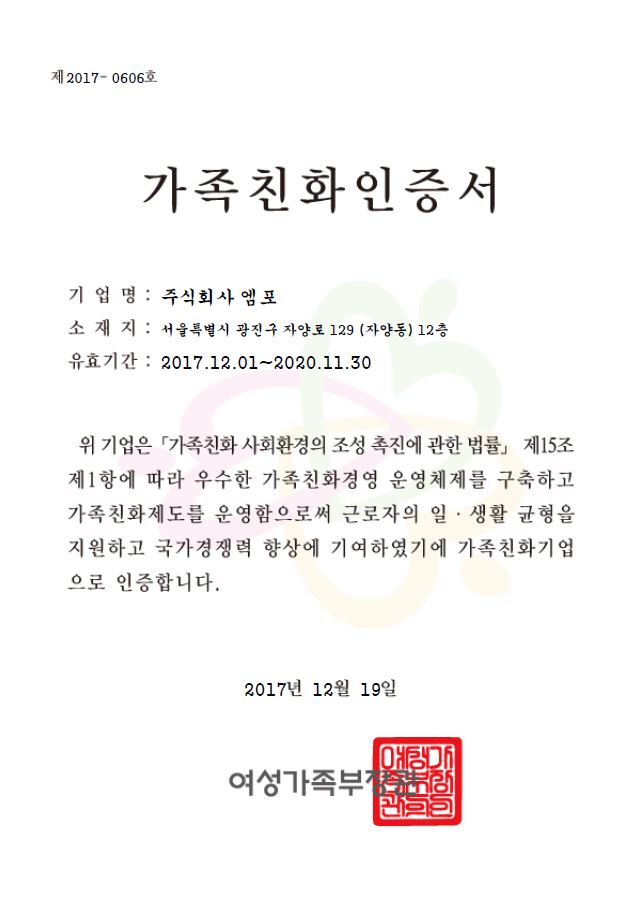 제2017- 0606호
가족친화인증서
기 업 명 : 주식회사 엠포
소 재 지 : 서울특별시 광진구 자양로 129 (자양동) 12층
유효기간 : 2017.12.01~2020.11.30
위 기업은 「가족친화 사회환경의 조성 촉진에 관한 법률」 제15조
제1항에 따라 우수한 가족친화경영 운영체제를 구축하고
가족친화제도를 운영함으로써 근로자의 일 · 생활 균형을
지원하고 국가경쟁력 향상에 기여하였기에 가족친화기업
으로 인증합니다.
2017년 12월 19일
여성가족부장관